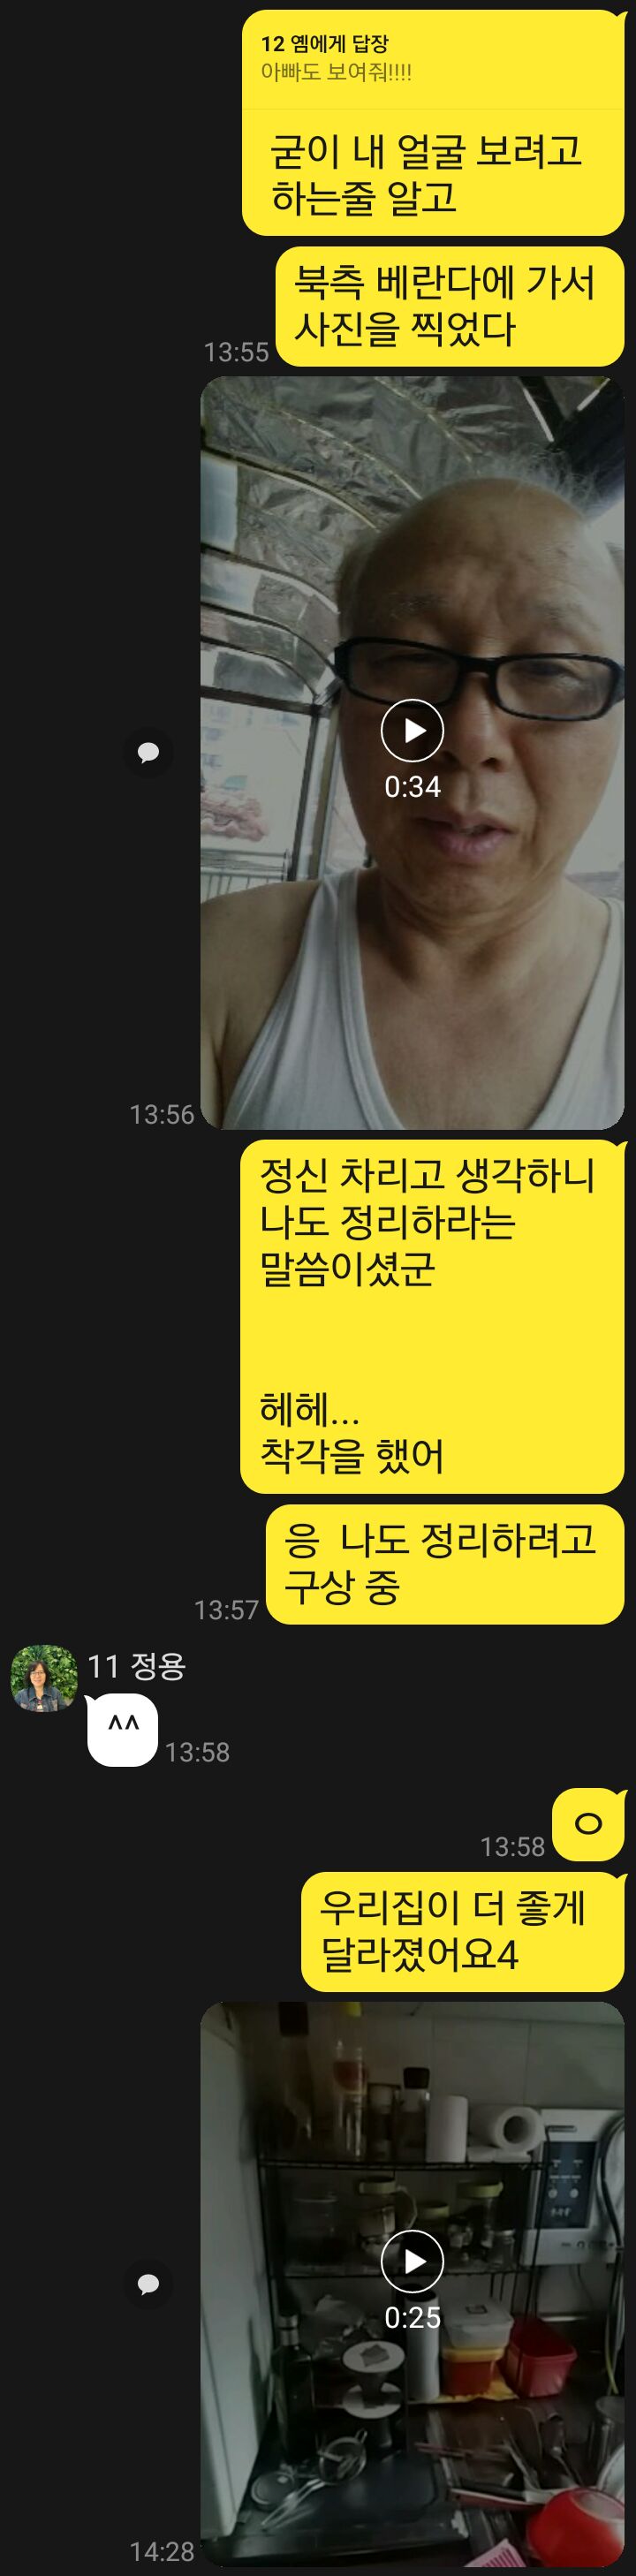 12 옘에게 답장
아빠도 보여줘!!!!
굳이 내 얼굴 보려고
하는줄 알고
북측 베란다에 가서
사진을 찍었다
13:55
0:34
13:56
정신 차리고 생각하니
나도 정리하라는
말씀이셨군
헤헤...
착각을 했어
응  나도 정리하려고
구상 중
13:57
11 정용
^^
13:58
ㅇ
13:58
우리집이 더 좋게
달라졌어요4
0:25
14:28